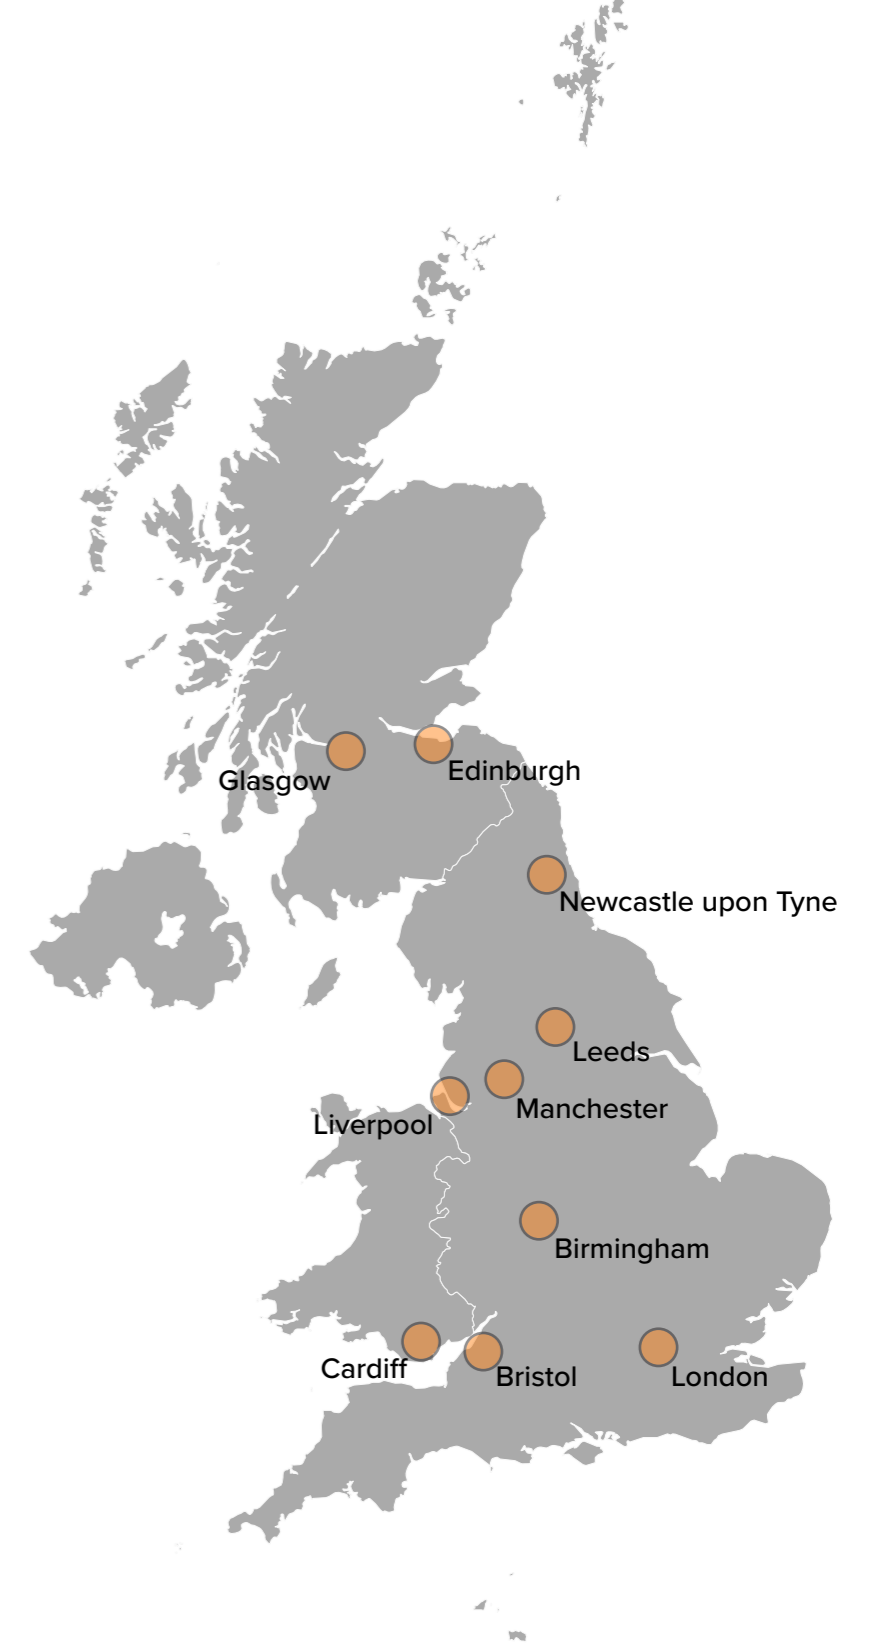 Edinburgh
Glasgow
Newcastle upon Tyne
Leeds
Manchester
Liverpool
Birmingham
Cardiff
Bristol
London